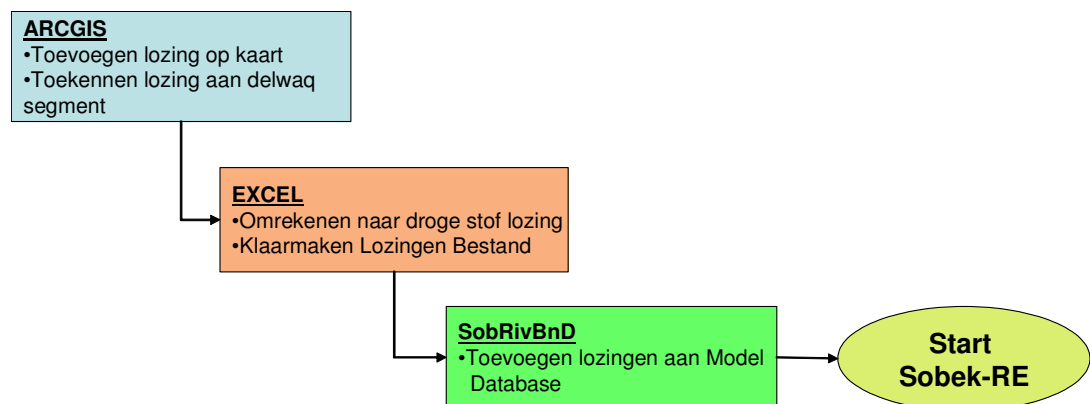 ARCGIS
•Toevoegen lozing op kaart
•Toekennen lozing aan delwaq
segment
EXCEL
•Omrekenen naar droge stof lozing
•Klaarmaken Lozingen Bestand
SobRivBnD
•Toevoegen lozingen aan Model
Database
Start
Sobek-RE